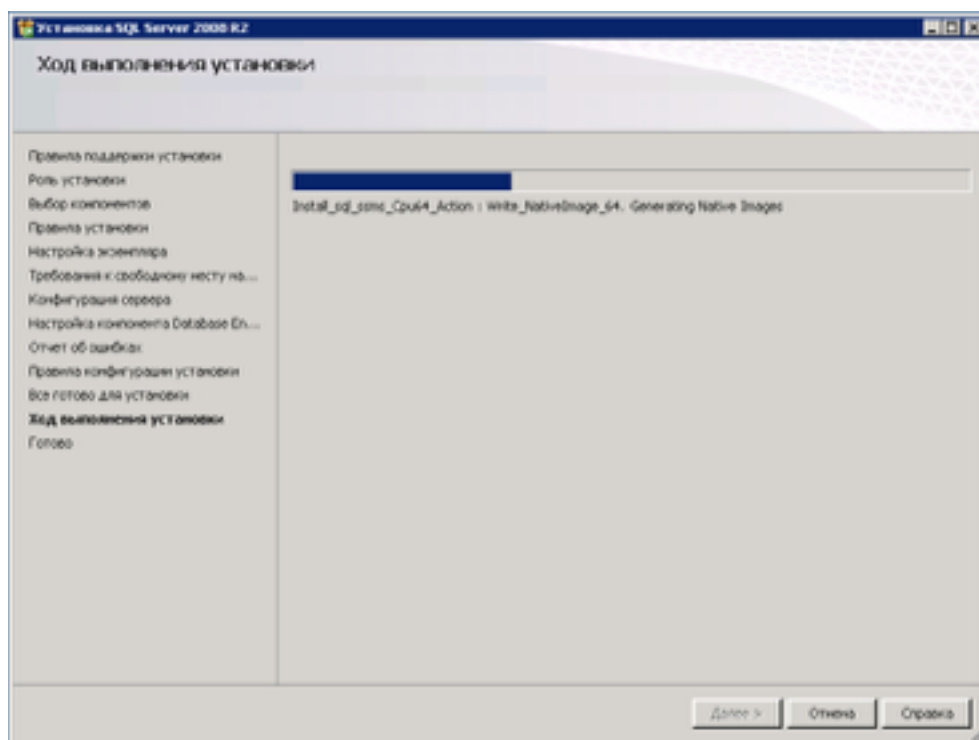 Установка SQL Server 2008 R2
Ход выполнения установки
Правила поддержки установки
Роль установки
Выбор компонентов
Правила установки
Настройка экземпляра
Требования к свободному месту на...
Конфигурация сервера
Настройка компонента Database En...
Отчет об ошибках
Правила конфигурации установки
Все готово для установки
Ход выполнения установки
Готово
Install_sql_ssms_Cpu64_Action : Write_NativeImage_64. Generating Native Images
Далее >
Отмена
Справка